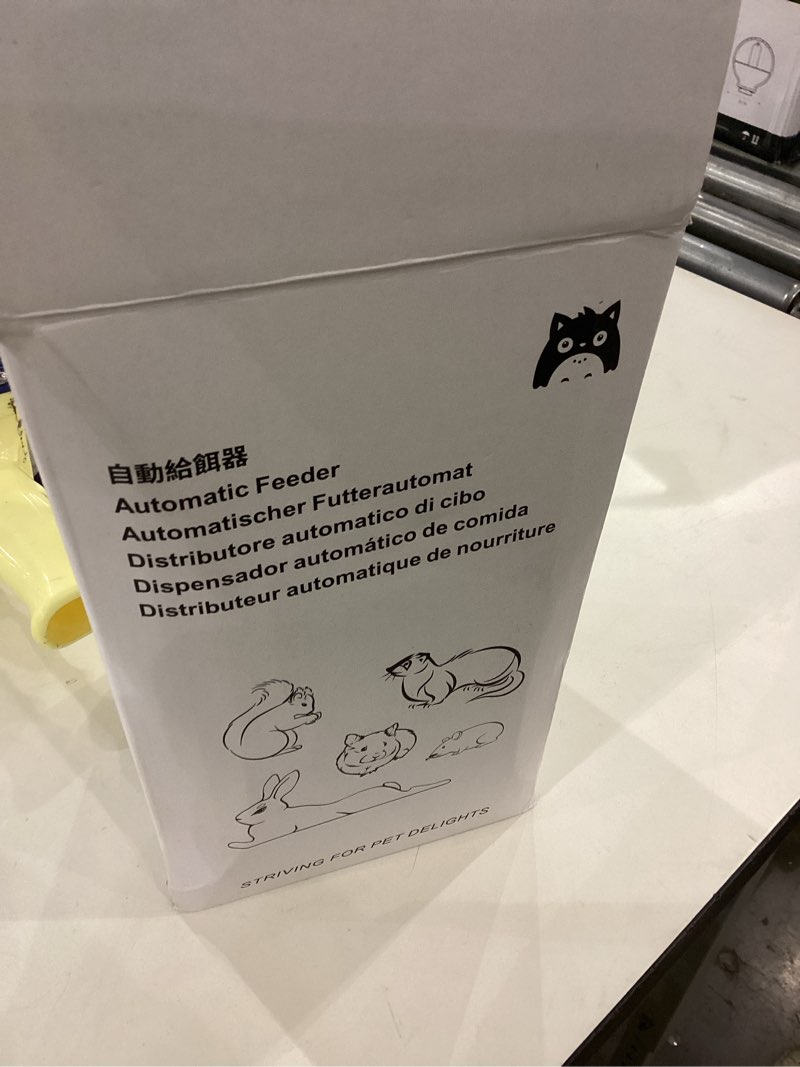 自動給餌器
Automatic Feeder
Automatischer Futterautomat
Distributore automatico di cibo
Dispensador automático de comida
Distributeur automatique de nourriture
STRIVING FOR PET DELIGHTS